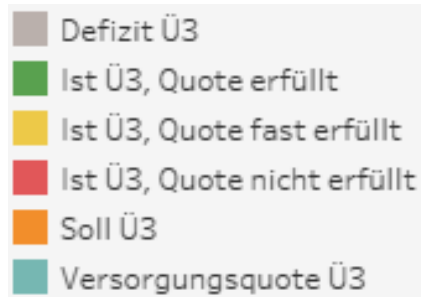 Defizit Ü3
Ist Ü3, Quote erfüllt
Ist Ü3, Quote fast erfüllt
Ist Ü3, Quote nicht erfüllt
Soll Ü3
Versorgungsquote Ü3